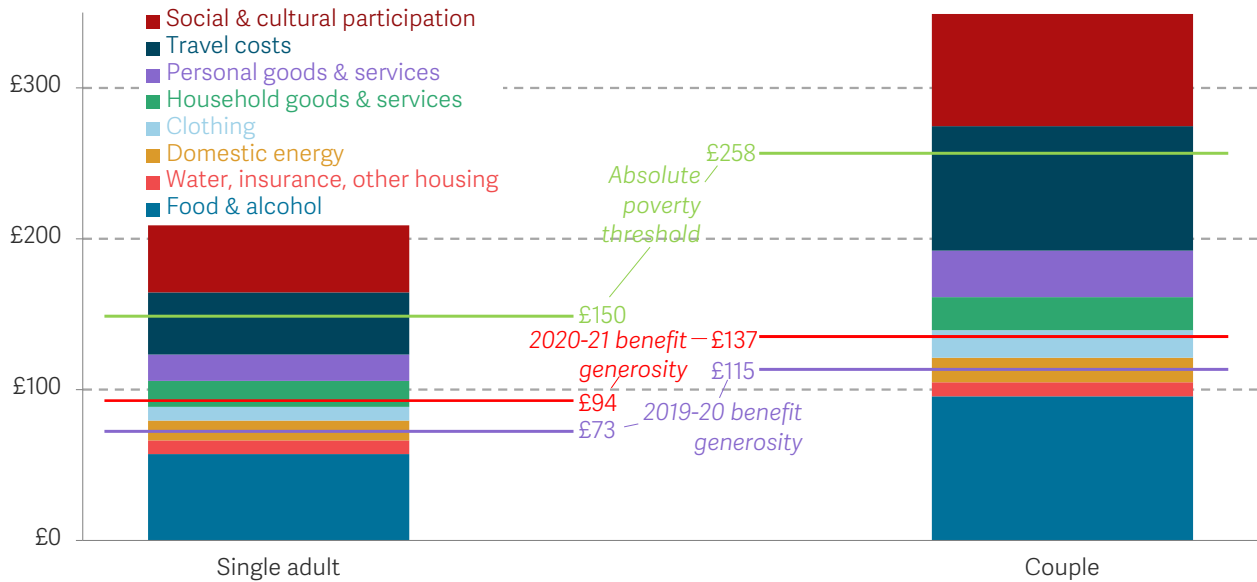 Social & cultural participation
Travel costs
Personal goods & services
Household goods & services
Clothing
Domestic energy
Water, insurance, other housing
Food & alcohol
£300
£200
£100
£0
£258
Absolute
poverty
threshold
£150
2020-21 benefit
generosity
£137
£94
£115
2019-20 benefit
generosity
£73
Single adult
Couple